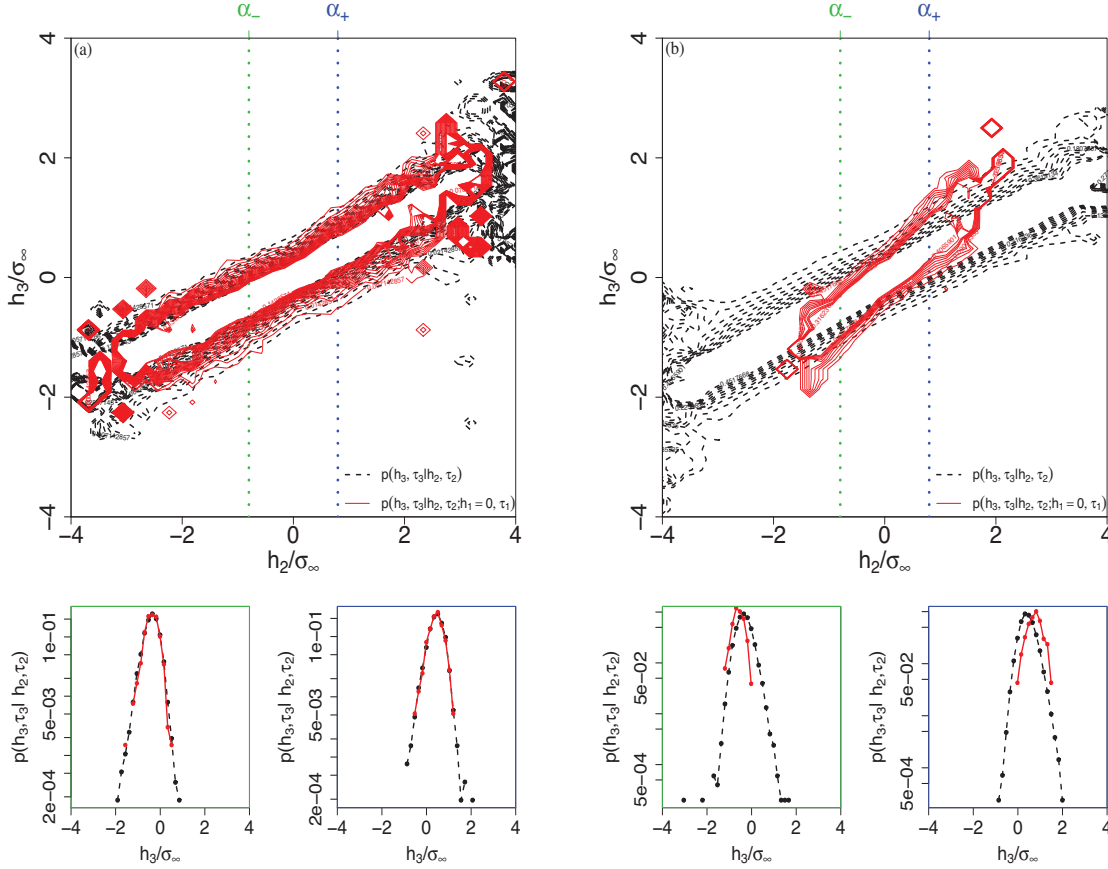 α₋ α₊
α₋ α₊
(a)
4
2
0
−2
−4
h₃/σ∞
p(h₃, τ₃|h₂, τ₂)
p(h₃, τ₃|h₂, τ₂;h₁ = 0, τ₁)
−4 −2 0 2 4
h₂/σ∞
(b)
4
2
0
−2
−4
h₃/σ∞
p(h₃, τ₃|h₂, τ₂)
p(h₃, τ₃|h₂, τ₂;h₁ = 0, τ₁)
−4 −2 0 2 4
h₂/σ∞
p(h₃,τ₃| h₂,τ₂)
1e−01
5e−03
2e−04
−4 −2 0 2 4
h₃/σ∞
p(h₃,τ₃| h₂,τ₂)
1e−01
5e−03
2e−04
−4 −2 0 2 4
h₃/σ∞
p(h₃,τ₃| h₂,τ₂)
5e−02
5e−04
−4 −2 0 2 4
h₃/σ∞
p(h₃,τ₃| h₂,τ₂)
5e−02
5e−04
−4 −2 0 2 4
h₃/σ∞